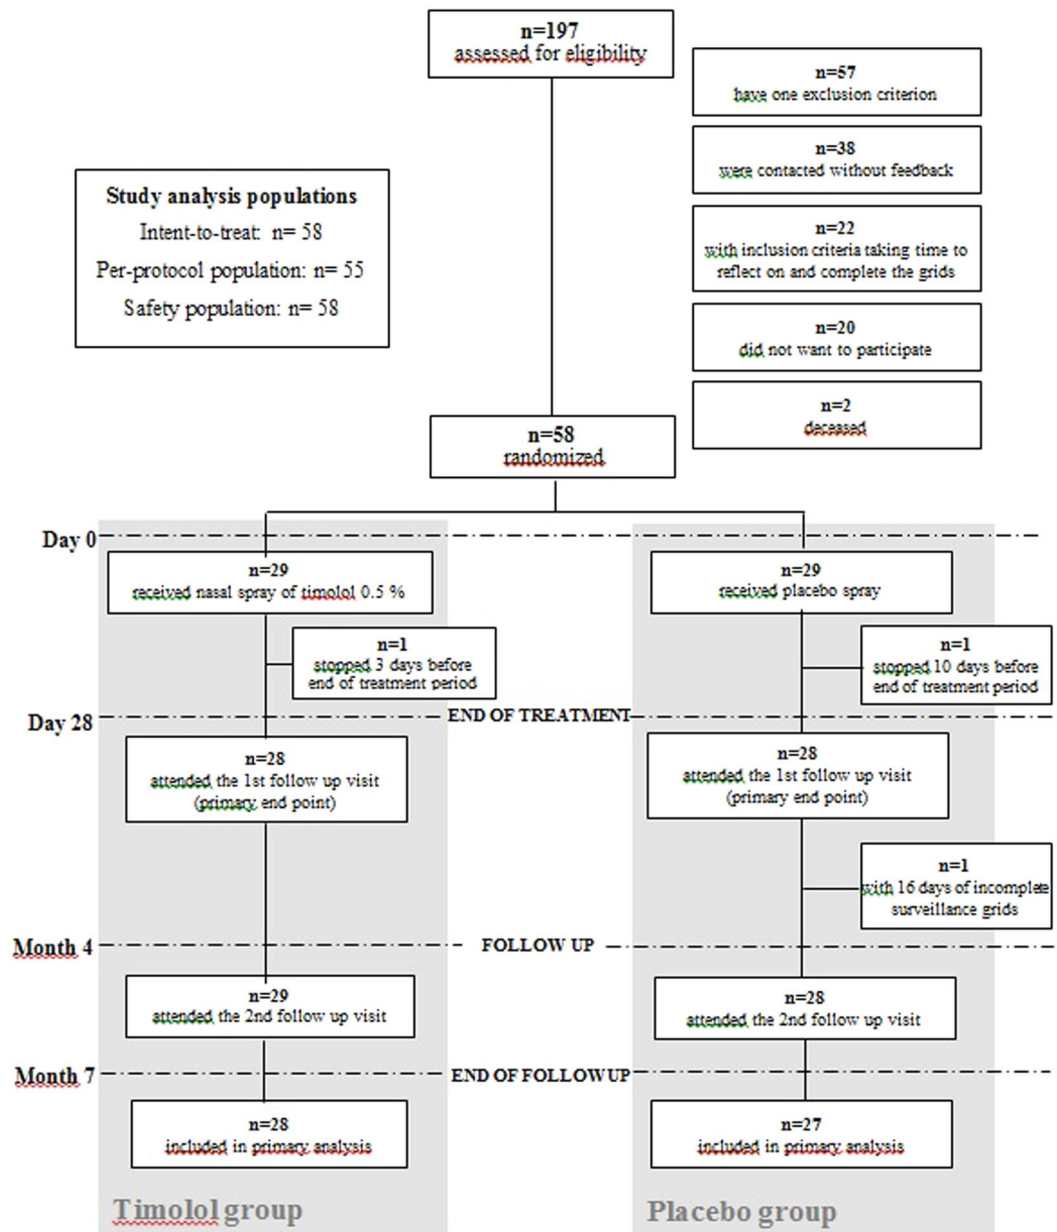 n=197
assessed for eligibility
n=57
have one exclusion criterion
n=38
were contacted without feedback
n=22
with inclusion criteria taking time to
reflect on and complete the grids
n=20
did not want to participate
n=2
deceased
Study analysis populations
Intent-to-treat: n= 58
Per-protocol population: n= 55
Safety population: n= 58
n=58
randomized
Day 0
n=29
received nasal spray of timolol 0.5 %
n=29
received placebo spray
n=1
stopped 3 days before
end of treatment period
n=1
stopped 10 days before
end of treatment period
Day 28
END OF TREATMENT
n=28
attended the 1st follow up visit
(primary end point)
n=28
attended the 1st follow up visit
(primary end point)
n=1
with 16 days of incomplete
surveillance grids
Month 4
FOLLOW UP
n=29
attended the 2nd follow up visit
n=28
attended the 2nd follow up visit
Month 7
END OF FOLLOW UP
n=28
included in primary analysis
n=27
included in primary analysis
Timolol group
Placebo group